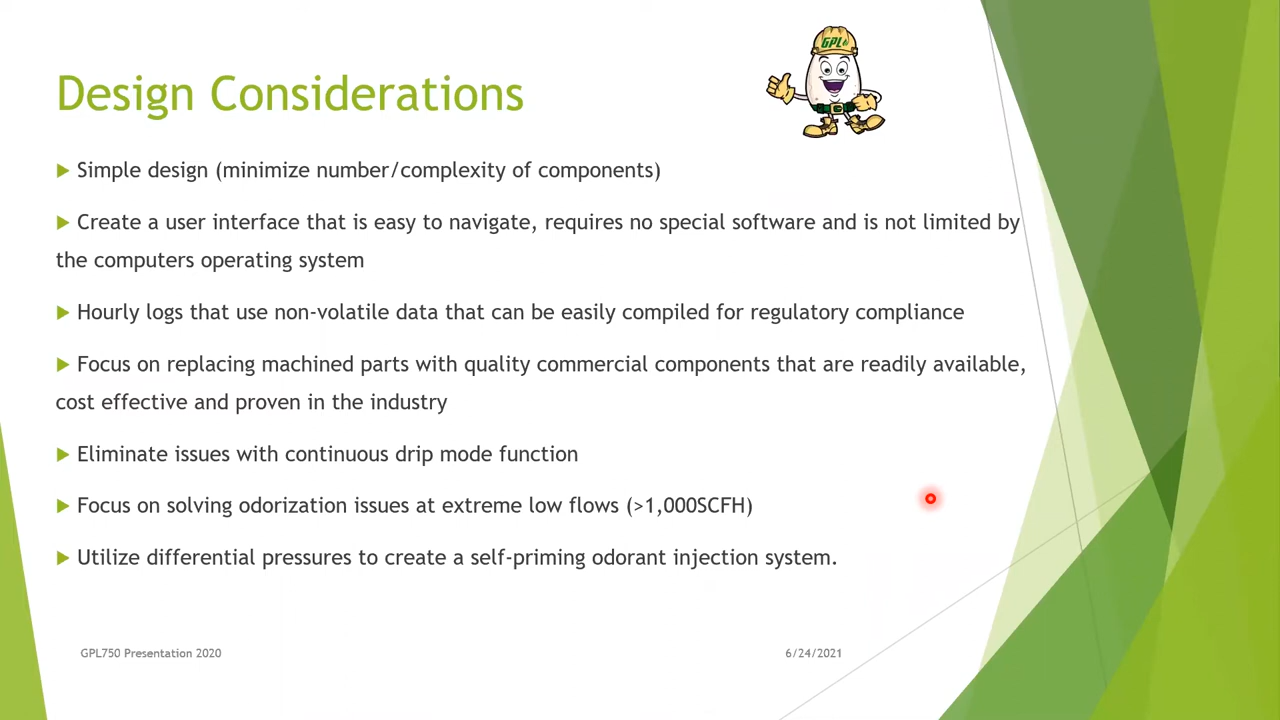 GPL
Design Considerations
Simple design (minimize number/complexity of components)
Create a user interface that is easy to navigate, requires no special software and is not limited by
the computers operating system
Hourly logs that use non-volatile data that can be easily compiled for regulatory compliance
Focus on replacing machined parts with quality commercial components that are readily available,
cost effective and proven in the industry
Eliminate issues with continuous drip mode function
Focus on solving odorization issues at extreme low flows (>1,000SCFH)
Utilize differential pressures to create a self-priming odorant injection system.
GPL750 Presentation 2020
6/24/2021